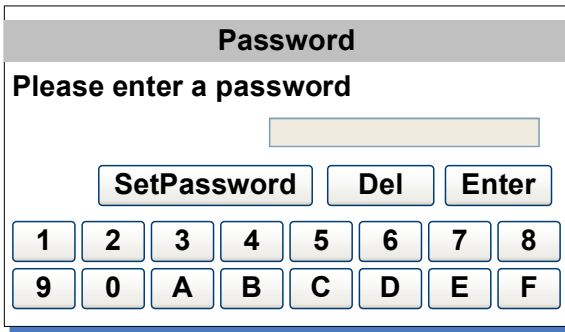 Password
Please enter a password
SetPassword Del Enter
1 2 3 4 5 6 7 8
9 0 A B C D E F